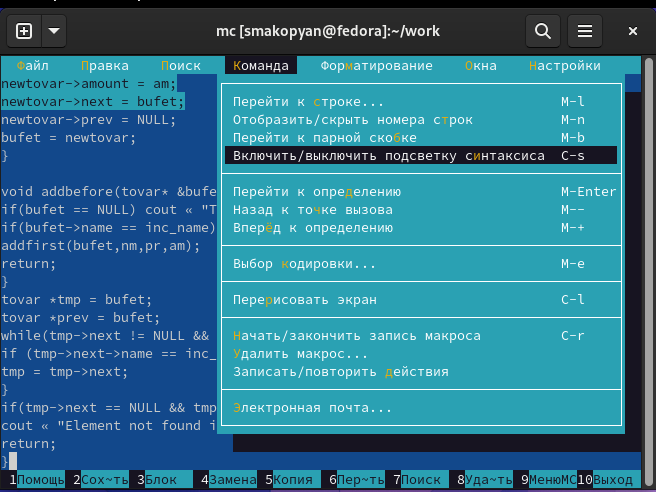 mc [smakopyan@fedora]:~/work
Файл Правка Поиск Команда Форматирование Окна Настройки
newtovar->amount = am;
newtovar->next = bufet;
Перейти к строке... M-l
newtovar->prev = NULL;
Отобразить/скрыть номера строк M-n
bufet = newtovar;
Перейти к парной скобке M-b
}
Включить/выключить подсветку синтаксиса C-s
void addbefore(tovar* &bufe
Перейти к определению M-Enter
if(bufet == NULL) cout « "T
Назад к точке вызова M--
if(bufet->name == inc_name)
Вперёд к определению M-+
addfirst(bufet,nm,pr,am);
return;
Выбор кодировки... M-e
}
tovar *tmp = bufet;
Перерисовать экран C-l
tovar *prev = bufet;
while(tmp->next != NULL &&
Начать/закончить запись макроса C-r
if (tmp->next->name == inc_
Удалить макрос...
tmp = tmp->next;
Записать/повторить действия
}
if(tmp->next == NULL && tmp
Электронная почта...
cout « "Element not found i
return;
}
1Помощь 2Сох~ть 3Блок 4Замена 5Копия 6Пер~ть 7Поиск 8Уда~ть 9МенюMC 10Выход